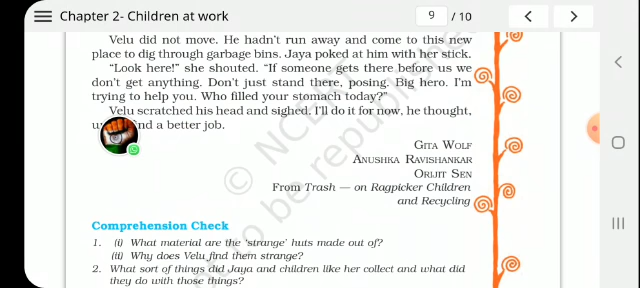 Chapter 2- Children at work
9 / 10
Velu did not move. He hadn't run away and come to this new
place to dig through garbage bins. Jaya poked at him with her stick.
"Look here!" she shouted. "If someone gets there before us we
don't get anything. Don't just stand there, posing. Big hero. I'm
trying to help you. Who filled your stomach today?"
Velu scratched his head and sighed. I'll do it for now, he thought,
find a better job.
GITA WOLF
ANUSHKA RAVISHANKAR
ORIJIT SEN
From Trash — on Ragpicker Children
and Recycling
© NCERT
be republished
Comprehension Check
1. (i) What material are the 'strange' huts made out of?
(ii) Why does Velu find them strange?
2. What sort of things did Jaya and children like her collect and what did
they do with those things?